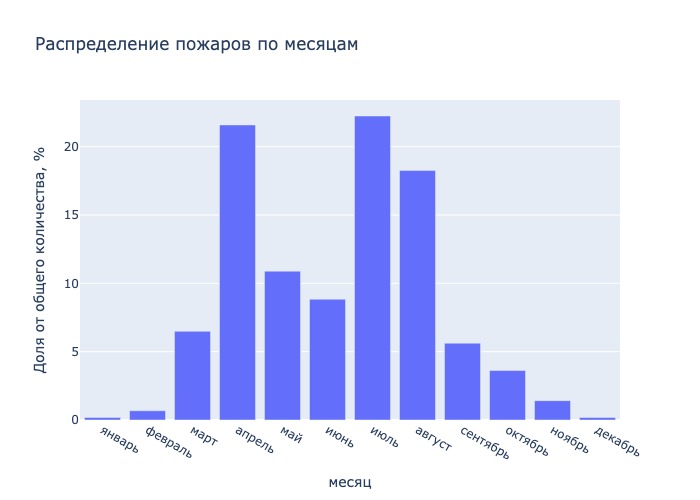 Распределение пожаров по месяцам
Доля от общего количества, %
20
15
10
5
0
январь
февраль
март
апрель
май
июнь
июль
август
сентябрь
октябрь
ноябрь
декабрь
месяц